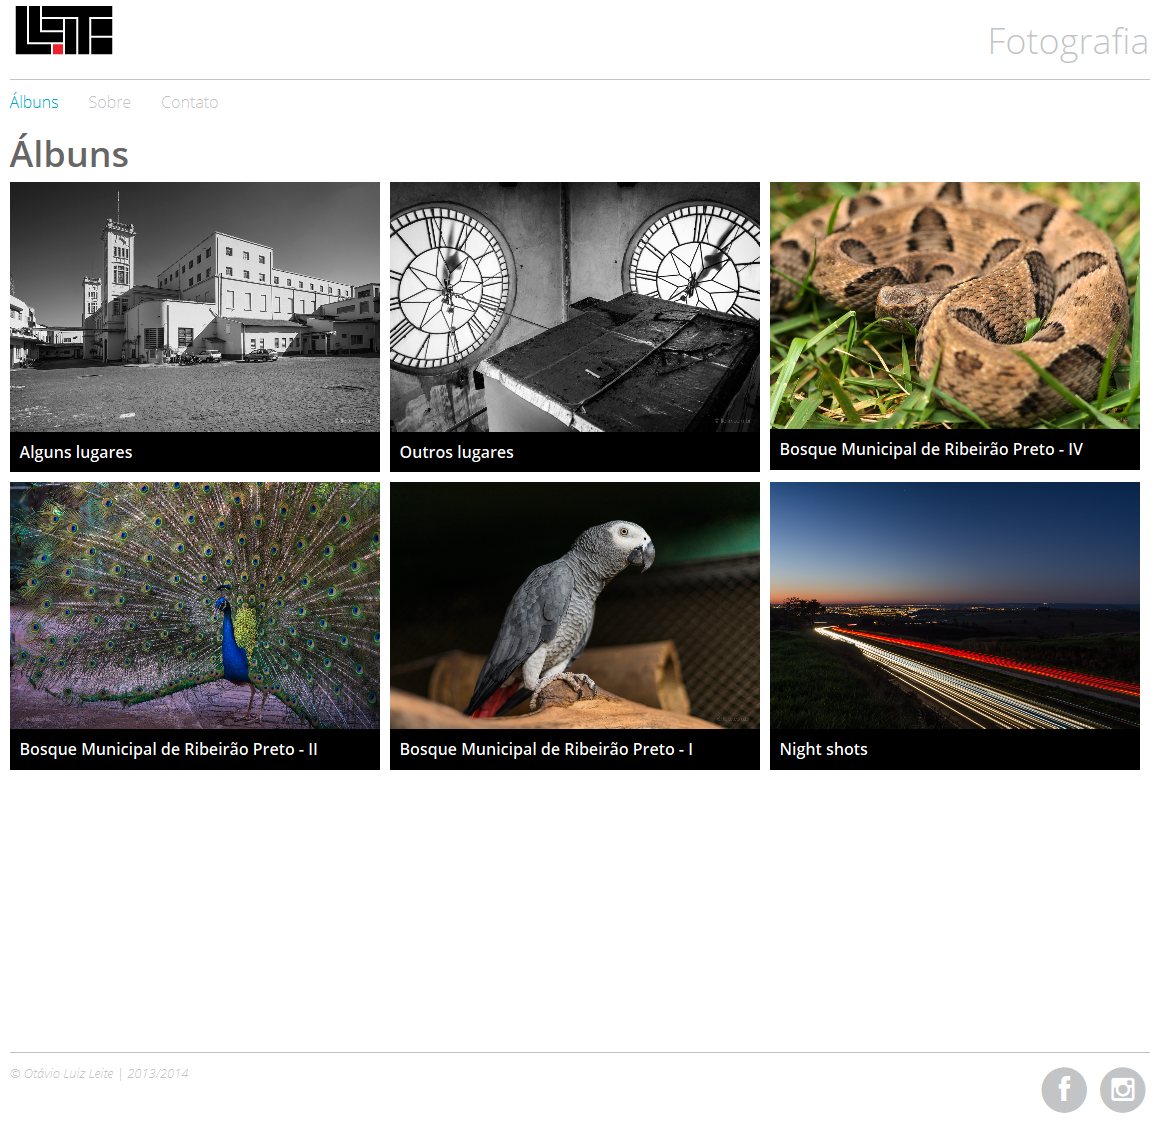 LLEITE
Fotografia
Álbuns Sobre Contato
Álbuns
Alguns lugares
Outros lugares
Bosque Municipal de Ribeirão Preto - IV
Bosque Municipal de Ribeirão Preto - II
Bosque Municipal de Ribeirão Preto - I
Night shots
© Otávio Luiz Leite | 2013/2014